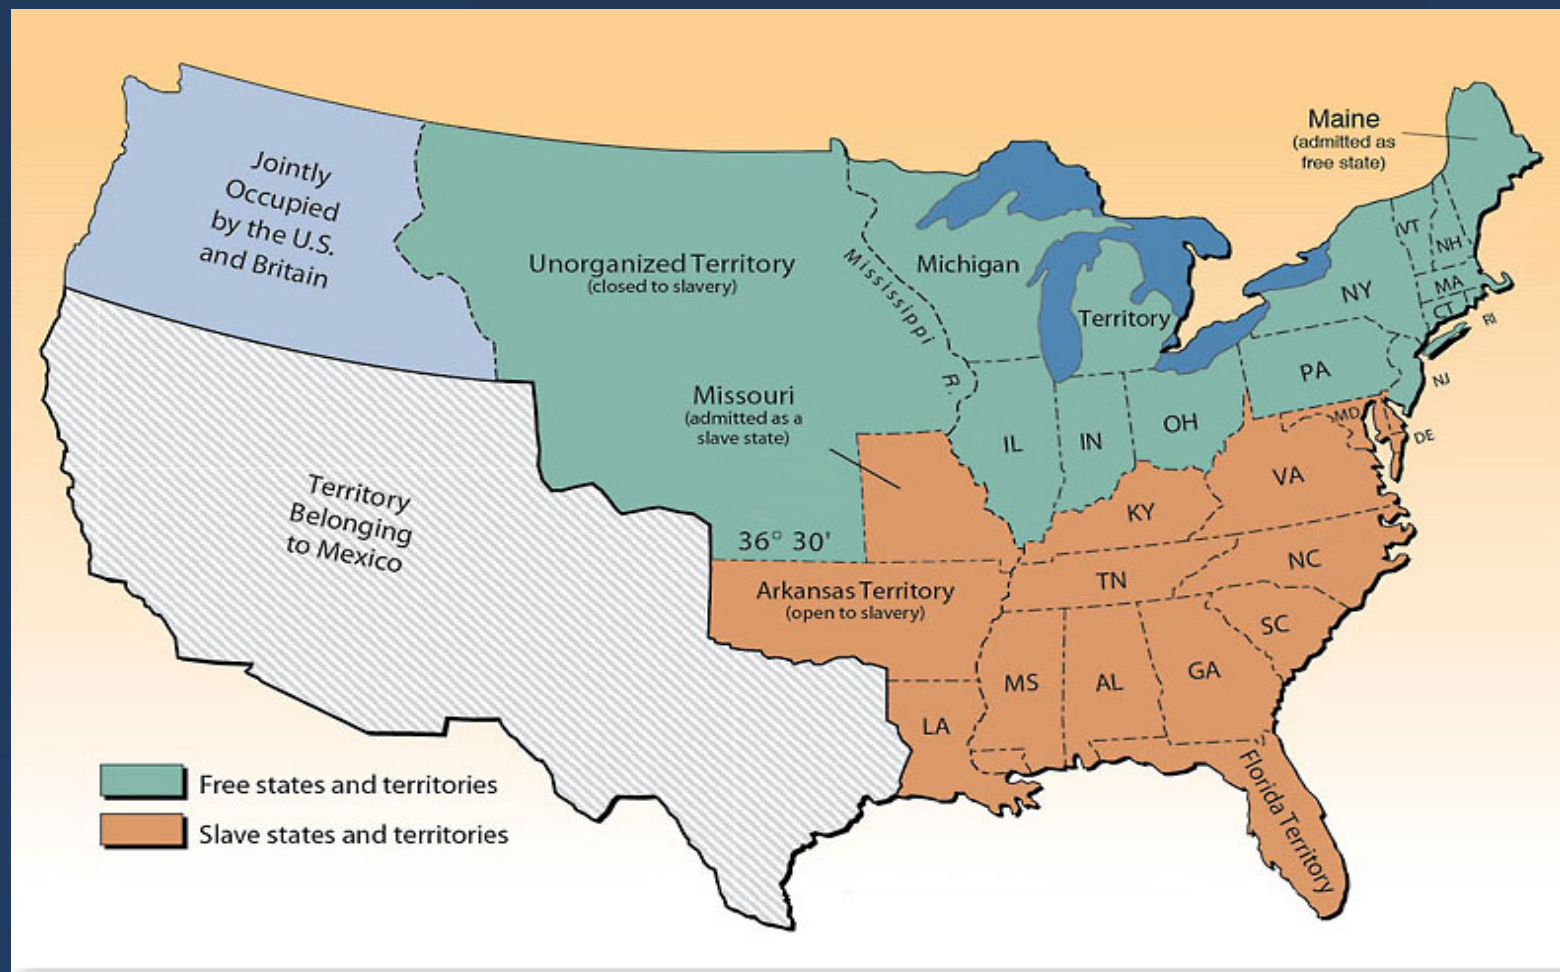 Maine
(admitted as
free state)
Jointly
Occupied
by the U.S.
and Britain
Unorganized Territory
(closed to slavery)
Mississippi R.
Michigan
Territory
VT
NH
MA
CT
RI
NY
PA
NJ
Missouri
(admitted as a
slave state)
IL
IN
OH
MD
DE
VA
KY
Territory
Belonging
to Mexico
36° 30'
Arkansas Territory
(open to slavery)
TN
NC
SC
MS
AL
GA
LA
Florida Territory
Free states and territories
Slave states and territories